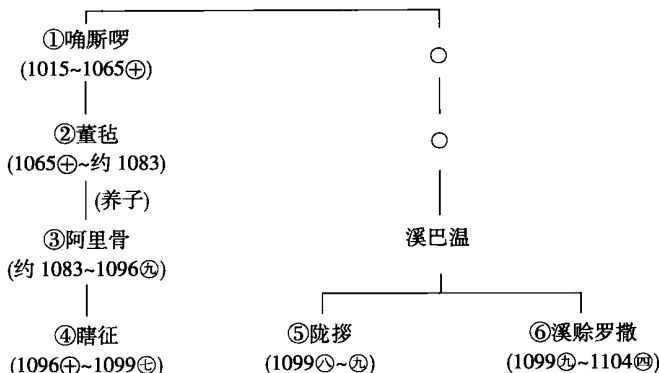 ①唃厮啰
(1015~1065㊉)
○
②董毡
(1065㊉~约 1083)
○
(养子)
③阿里骨
(约 1083~1096㊈)
溪巴温
④瞎征
(1096㊉~1099㊆)
⑤陇拶
(1099㊇~㊈)
⑥溪赊罗撒
(1099㊈~1104㊃)